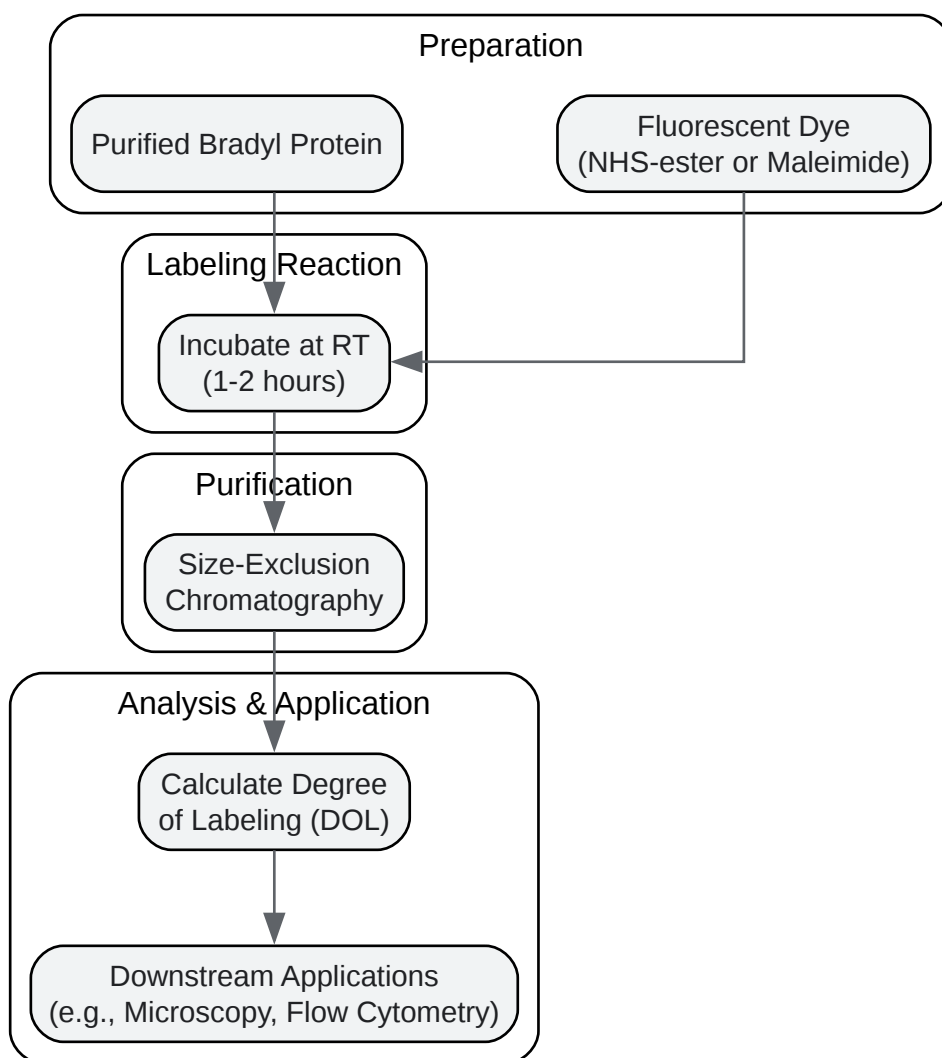 Preparation
Purified Bradyl Protein
Fluorescent Dye
(NHS-ester or Maleimide)
Labeling Reaction
Incubate at RT
(1-2 hours)
Purification
Size-Exclusion
Chromatography
Analysis & Application
Calculate Degree
of Labeling (DOL)
Downstream Applications
(e.g., Microscopy, Flow Cytometry)